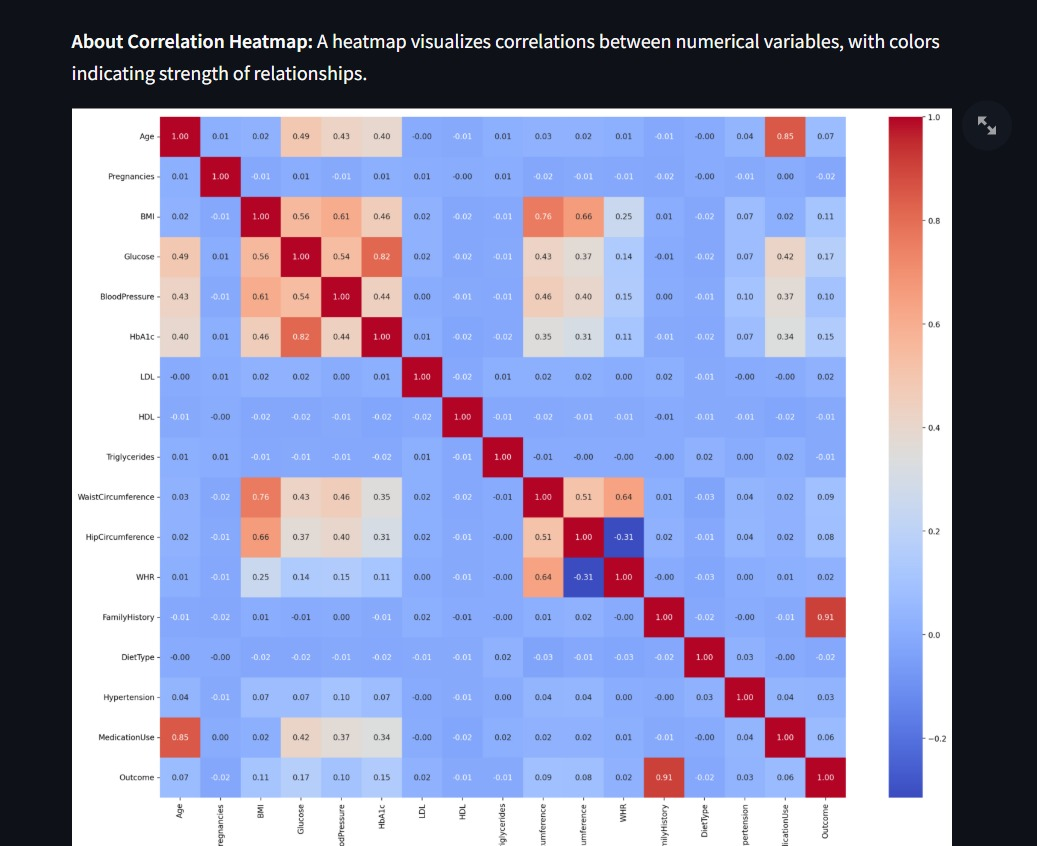 About Correlation Heatmap: A heatmap visualizes correlations between numerical variables, with colors
indicating strength of relationships.
Age 1.00 0.01 0.02 0.49 0.43 0.40 -0.00 -0.01 0.01 0.03 0.02 0.01 -0.01 -0.00 0.04 0.85 0.07
Pregnancies 0.01 1.00 -0.01 0.01 -0.01 0.01 0.01 -0.00 0.01 -0.02 -0.01 -0.01 -0.02 -0.00 -0.01 0.00 -0.02
BMI 0.02 -0.01 1.00 0.56 0.61 0.46 0.02 -0.02 -0.01 0.76 0.66 0.25 0.01 -0.02 0.07 0.02 0.11
Glucose 0.49 0.01 0.56 1.00 0.54 0.82 0.02 -0.02 -0.01 0.43 0.37 0.14 -0.01 -0.02 0.07 0.42 0.17
BloodPressure 0.43 -0.01 0.61 0.54 1.00 0.44 0.00 -0.01 -0.01 0.46 0.40 0.15 0.00 -0.01 0.10 0.37 0.10
HbA1c 0.40 0.01 0.46 0.82 0.44 1.00 0.01 -0.02 -0.02 0.35 0.31 0.11 -0.01 -0.02 0.07 0.34 0.15
LDL -0.00 0.01 0.02 0.02 0.00 0.01 1.00 -0.02 0.01 0.02 0.02 0.00 0.02 -0.01 -0.00 -0.00 0.02
HDL -0.01 -0.00 -0.02 -0.02 -0.01 -0.02 -0.02 1.00 -0.01 -0.02 -0.01 -0.01 -0.01 -0.01 -0.01 -0.02 -0.01
Triglycerides 0.01 0.01 -0.01 -0.01 -0.01 -0.02 0.01 -0.01 1.00 -0.01 -0.00 -0.00 -0.00 0.02 0.00 0.02 -0.01
WaistCircumference 0.03 -0.02 0.76 0.43 0.46 0.35 0.02 -0.02 -0.01 1.00 0.51 0.64 0.01 -0.03 0.04 0.02 0.09
HipCircumference 0.02 -0.01 0.66 0.37 0.40 0.31 0.02 -0.01 -0.00 0.51 1.00 -0.31 0.02 -0.01 0.04 0.02 0.08
WHR 0.01 -0.01 0.25 0.14 0.15 0.11 0.00 -0.01 -0.00 0.64 -0.31 1.00 -0.00 -0.03 0.00 0.01 0.02
FamilyHistory -0.01 -0.02 0.01 -0.01 0.00 -0.01 0.02 -0.01 -0.00 0.01 0.02 -0.00 1.00 -0.02 -0.00 -0.01 0.91
DietType -0.00 -0.00 -0.02 -0.02 -0.01 -0.02 -0.01 -0.01 0.02 -0.03 -0.01 -0.03 -0.02 1.00 0.03 -0.00 -0.02
Hypertension 0.04 -0.01 0.07 0.07 0.10 0.07 -0.00 -0.01 0.00 0.04 0.04 0.00 -0.00 0.03 1.00 0.04 0.03
MedicationUse 0.85 0.00 0.02 0.42 0.37 0.34 -0.00 -0.02 0.02 0.02 0.02 0.01 -0.01 -0.00 0.04 1.00 0.06
Outcome 0.07 -0.02 0.11 0.17 0.10 0.15 0.02 -0.01 -0.01 0.09 0.08 0.02 0.91 -0.02 0.03 0.06 1.00
Age regnancies BMI Glucose odPressure HbA1c LDL HDL iglycerides umference umference WHR milyHistory DietType pertension icationUse Outcome
1.0
0.8
0.6
0.4
0.2
0.0
−0.2